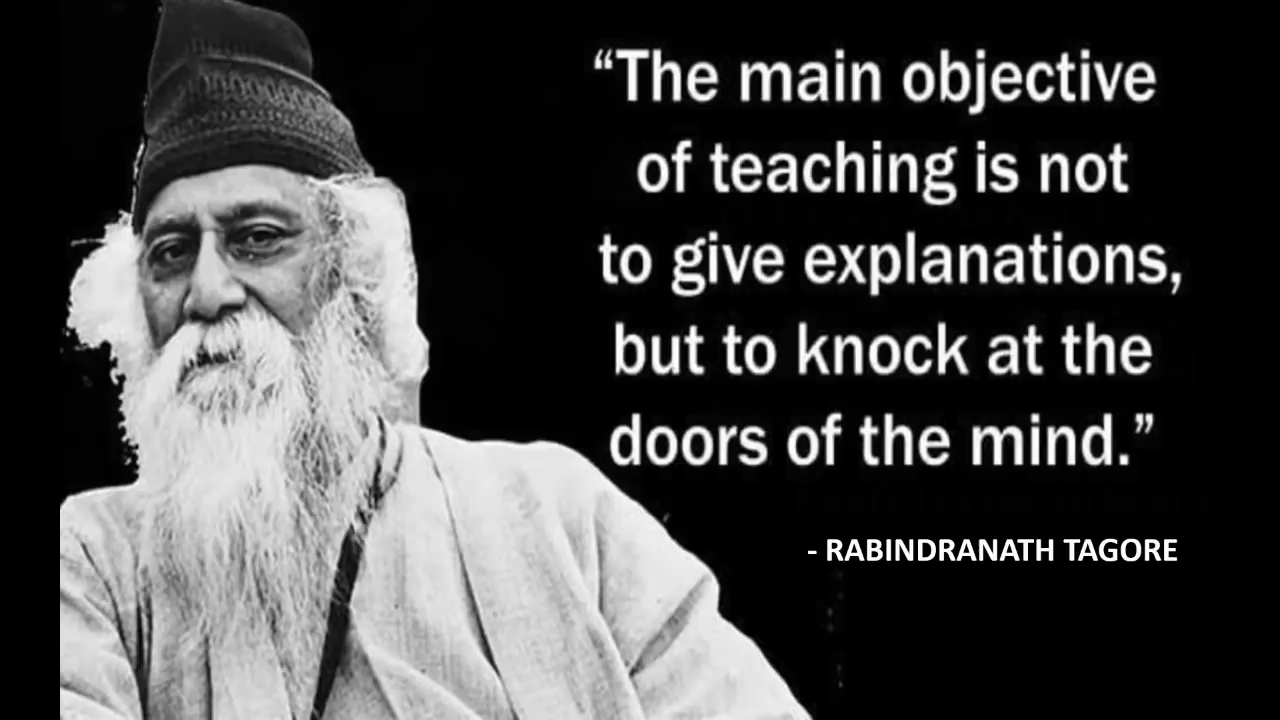 “The main objective
of teaching is not
to give explanations,
but to knock at the
doors of the mind.”
- RABINDRANATH TAGORE